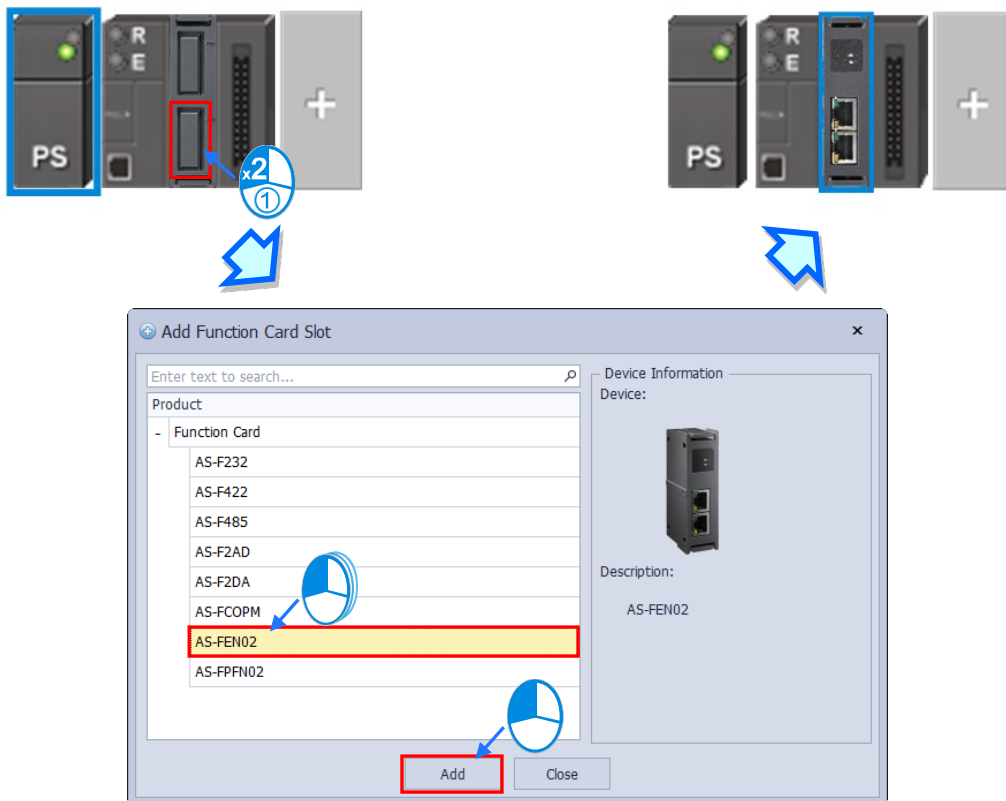 R
E
PS
+
x2
①
R
E
PS
+
Add Function Card Slot
×
Enter text to search...
Product
- Function Card
AS-F232
AS-F422
AS-F485
AS-F2AD
AS-F2DA
AS-FCOPM
AS-FEN02
AS-FPFN02
Device Information
Device:
Description:
AS-FEN02
Add
Close